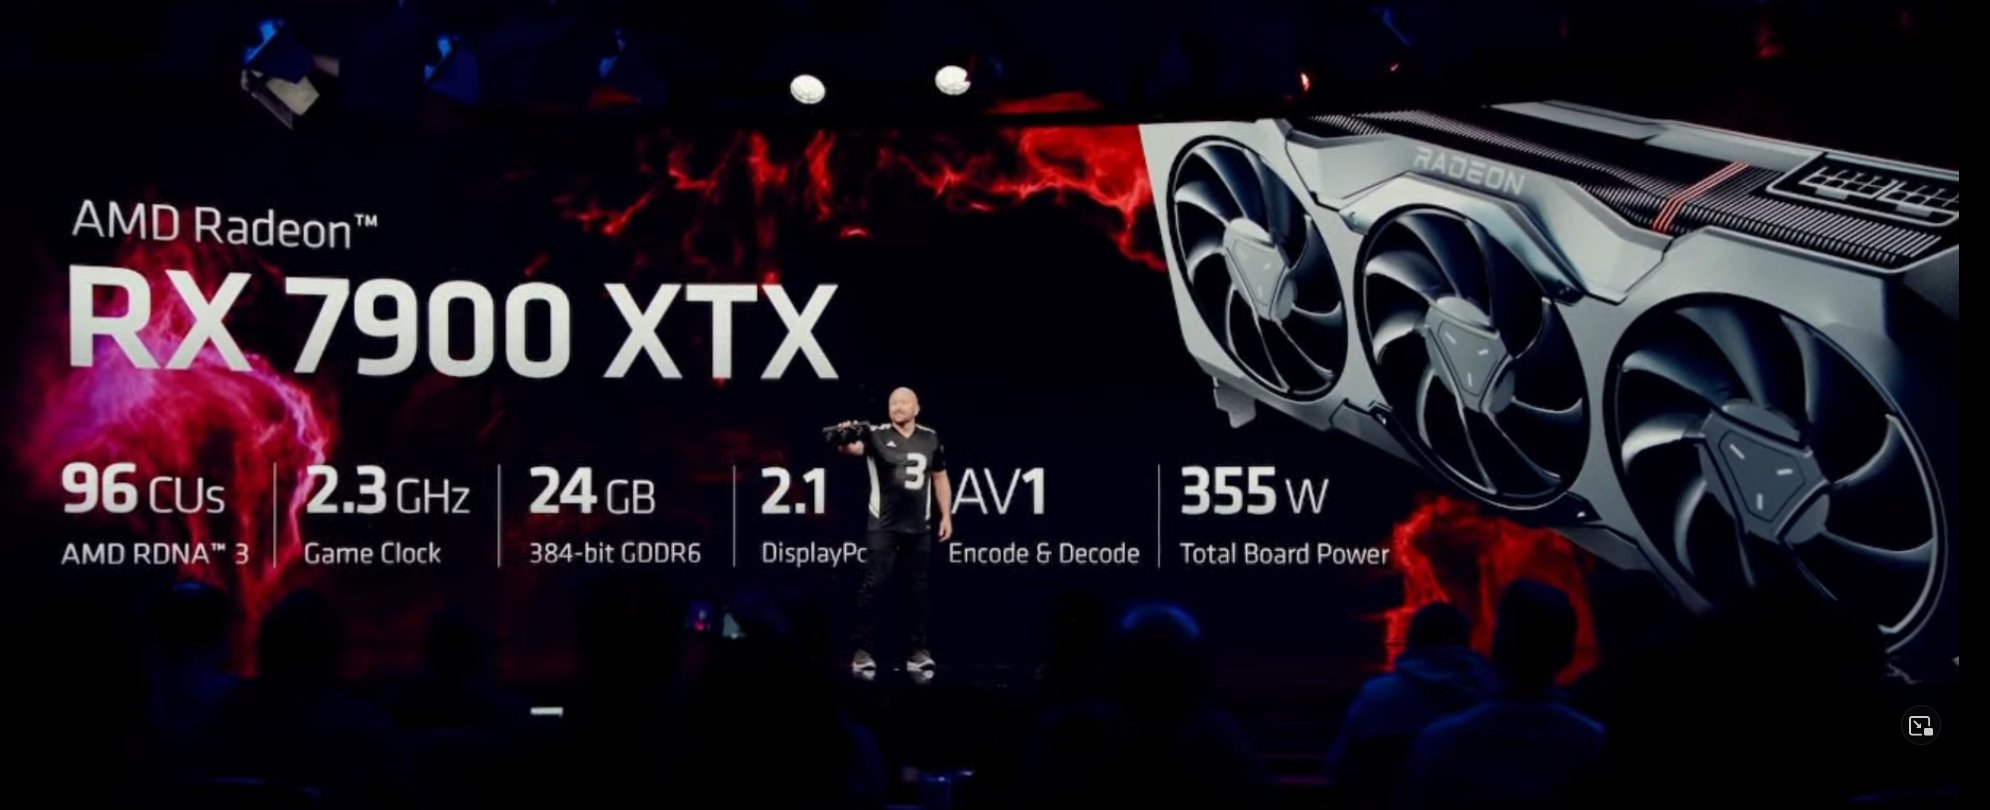 AMD Radeon™
RX 7900 XTX
RADEON
96 CUs
AMD RDNA™ 3
2.3 GHz
Game Clock
24 GB
384-bit GDDR6
2.1
DisplayPo
3
AV1
Encode & Decode
355 W
Total Board Power